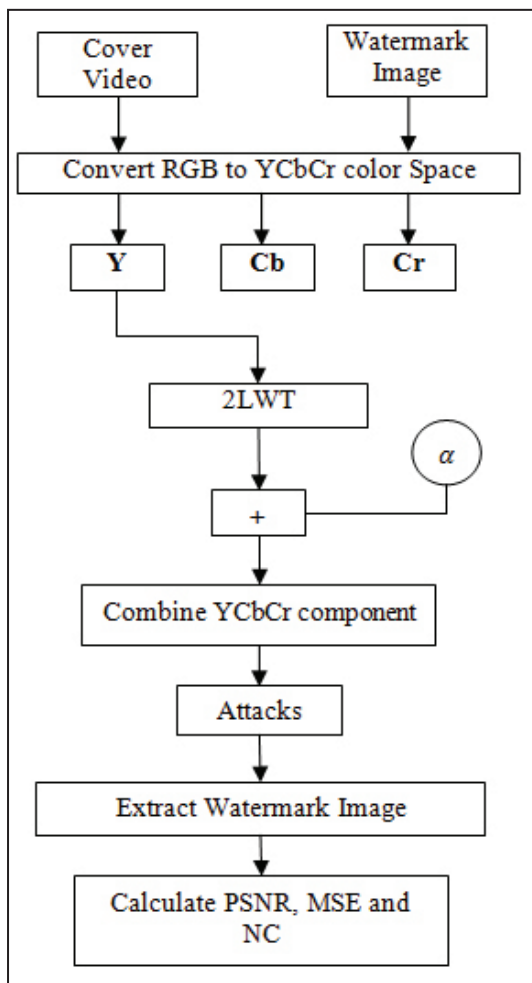 Cover
Video
Watermark
Image
Convert RGB to YCbCr color Space
Y
Cb
Cr
2LWT
α
+
Combine YCbCr component
Attacks
Extract Watermark Image
Calculate PSNR, MSE and
NC